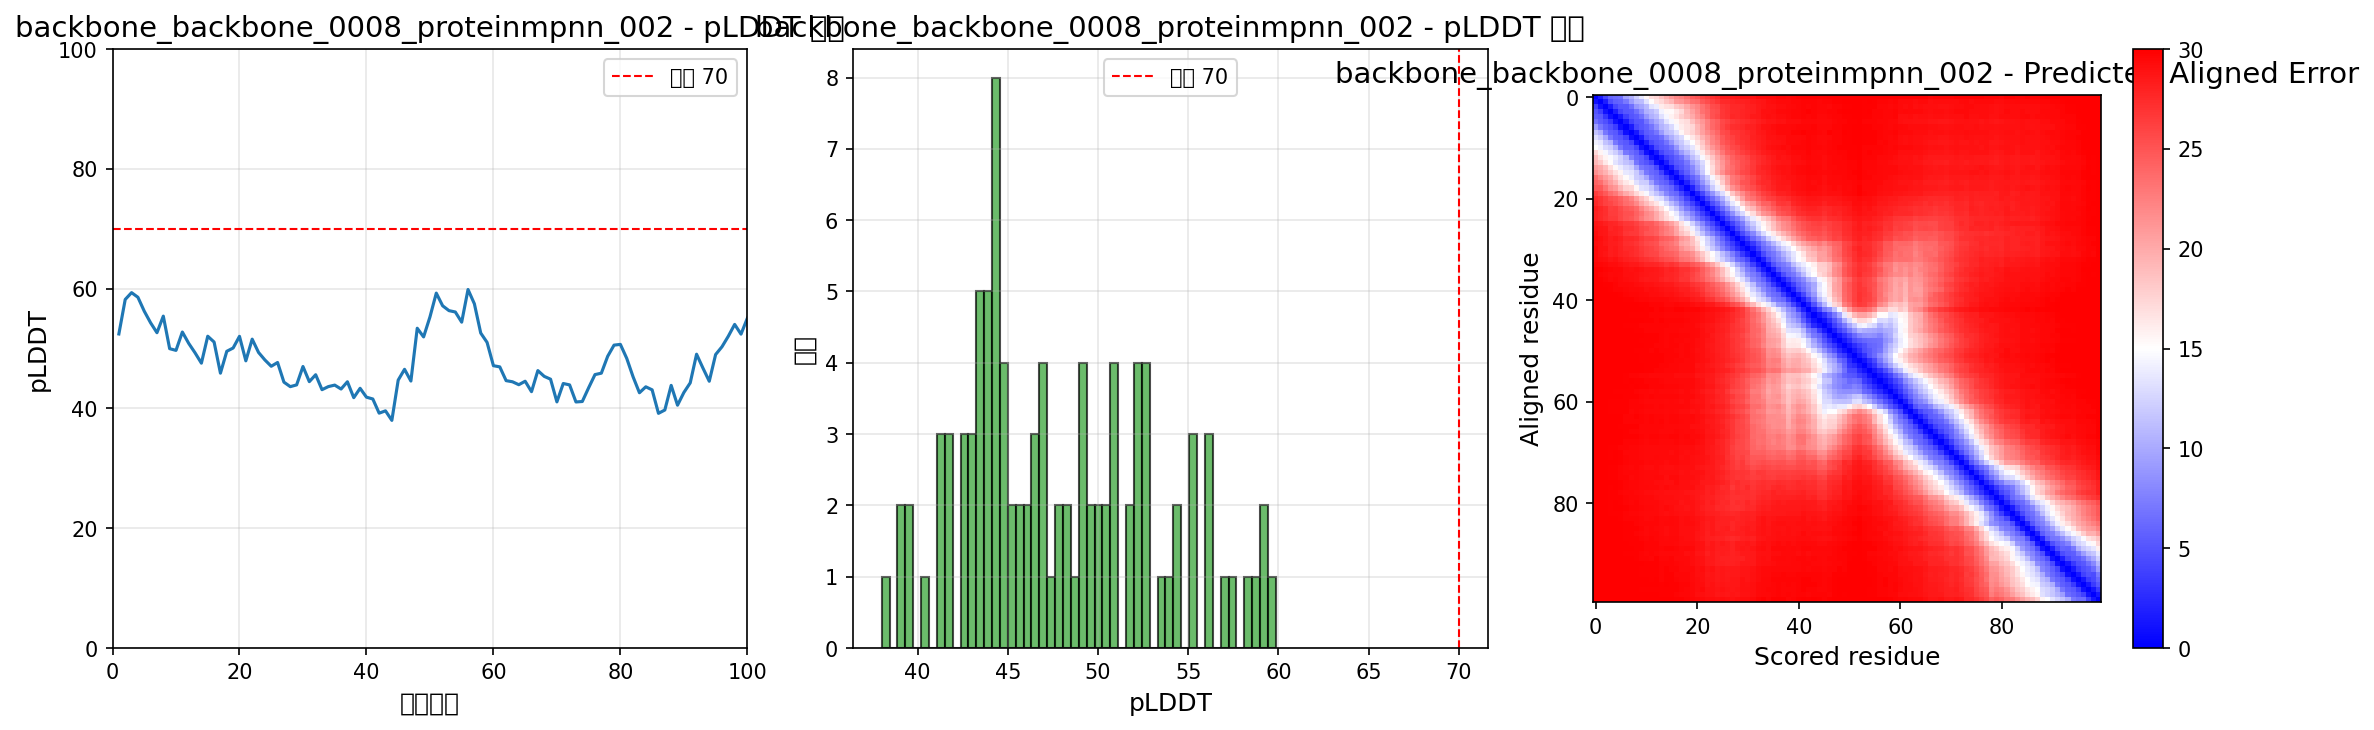 backbone_backbone_0008_proteinmpnn_002 - pLDDT
70
100
80
60
40
20
0
pLDDT
0 20 40 60 80 100
backbone_backbone_0008_proteinmpnn_002 - pLDDT
70
8
7
6
5
4
3
2
1
0
40 45 50 55 60 65 70
pLDDT
backbone_backbone_0008_proteinmpnn_002 - Predicted Aligned Error
0
20
40
60
80
Aligned residue
0 20 40 60 80
Scored residue
30
25
20
15
10
5
0